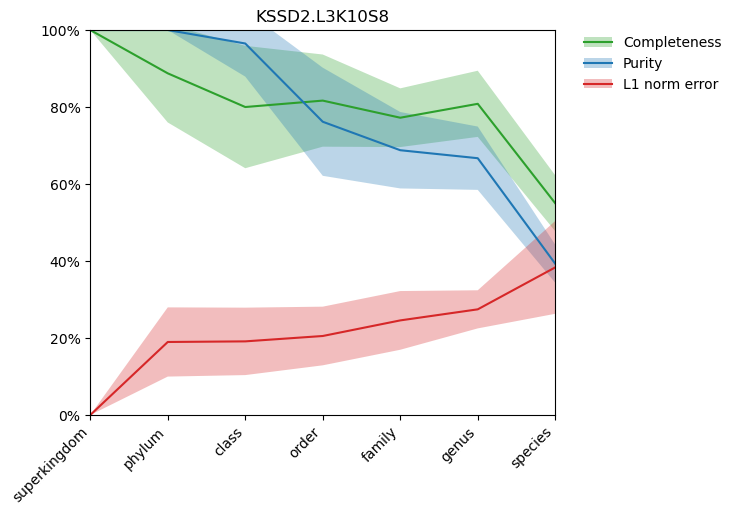 KSSD2.L3K10S8
100%
80%
60%
40%
20%
0%
superkingdom
phylum
class
order
family
genus
species
Completeness
Purity
L1 norm error